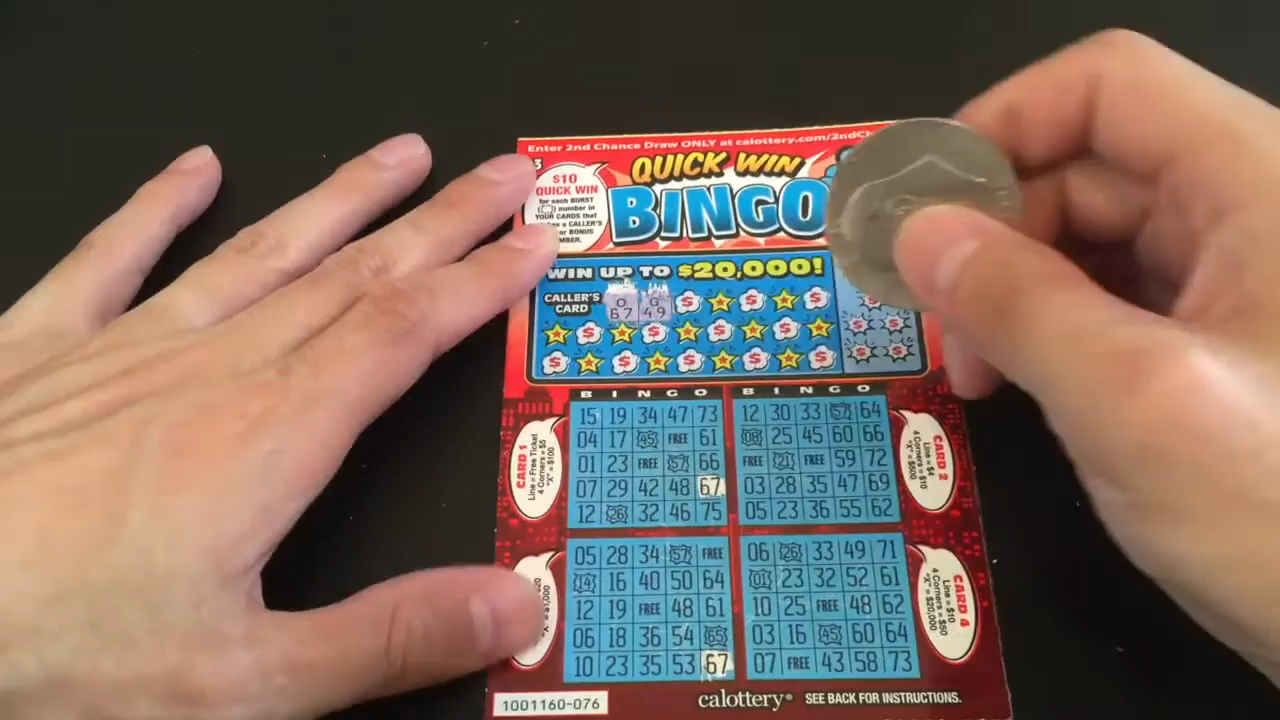 Enter 2nd Chance Draw ONLY at calottery.com/2ndCh
$10
QUICK WIN
for each BURST
number in
YOUR CARDS that
a CALLER'S
or BONUS
QUICK WIN
BINGO
WIN UP TO $20,000!
CALLER'S
CARD
O G
67 49
B I N G O
15 19 34 47 73
04 17 45 FREE 61
01 23 FREE 57 66
07 29 42 48 67
12 26 32 46 75
CARD 1
Line = Free Ticket
4 Corners = $5
"X" = $100
B I N G O
12 30 33 57 64
08 25 45 60 66
FREE 21 FREE 59 72
03 28 35 47 69
05 23 36 55 62
CARD 2
Line = $4
4 Corners = $10
"X" = $500
05 28 34 57 FREE
14 16 40 50 64
12 19 FREE 48 61
06 18 36 54 65
10 23 35 53 67
"X" = $1,000
06 26 33 49 71
01 23 32 52 61
10 25 FREE 48 62
03 16 45 60 64
07 FREE 43 58 73
CARD 4
Line = $10
4 Corners = $50
"X" = $20,000
1001160-076
calottery
SEE BACK FOR INSTRUCTIONS.